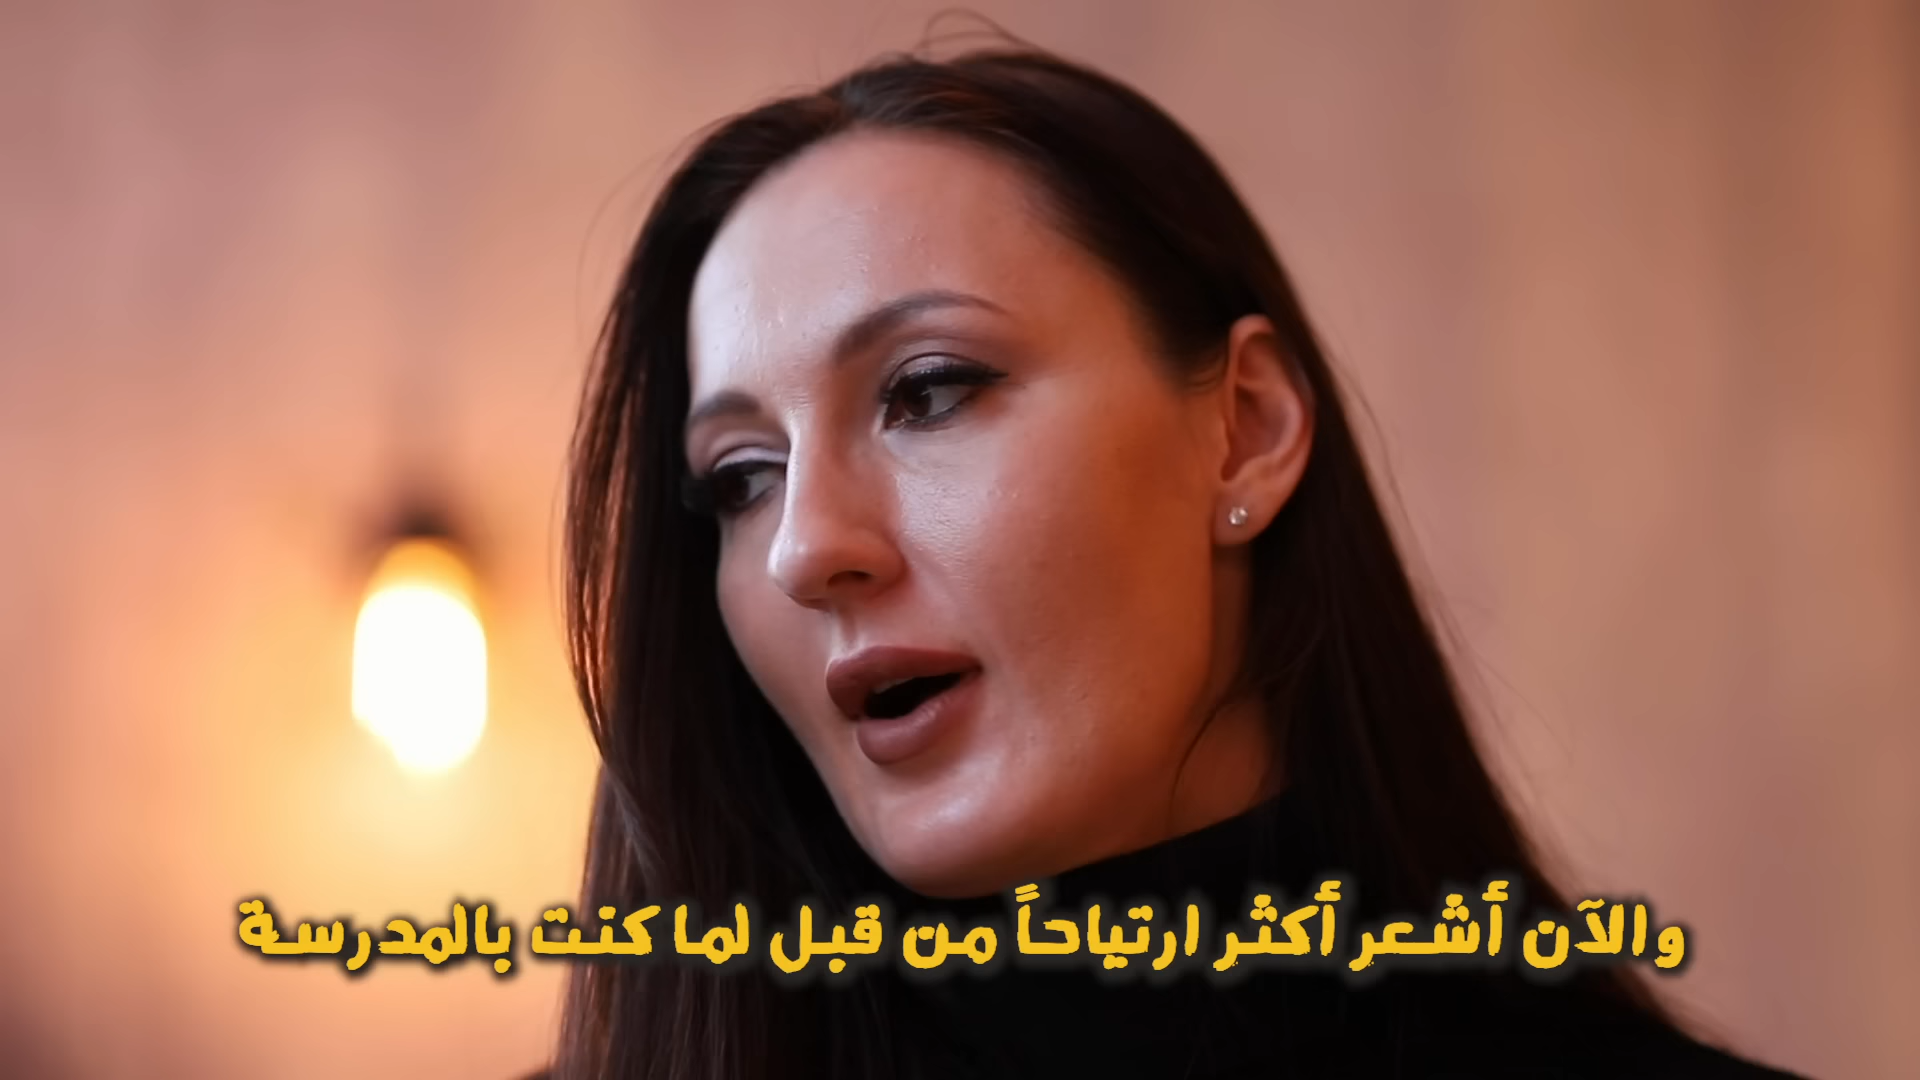 والآن أشعر أكثر ارتياحاً من قبل لما كنت بالمدرسة